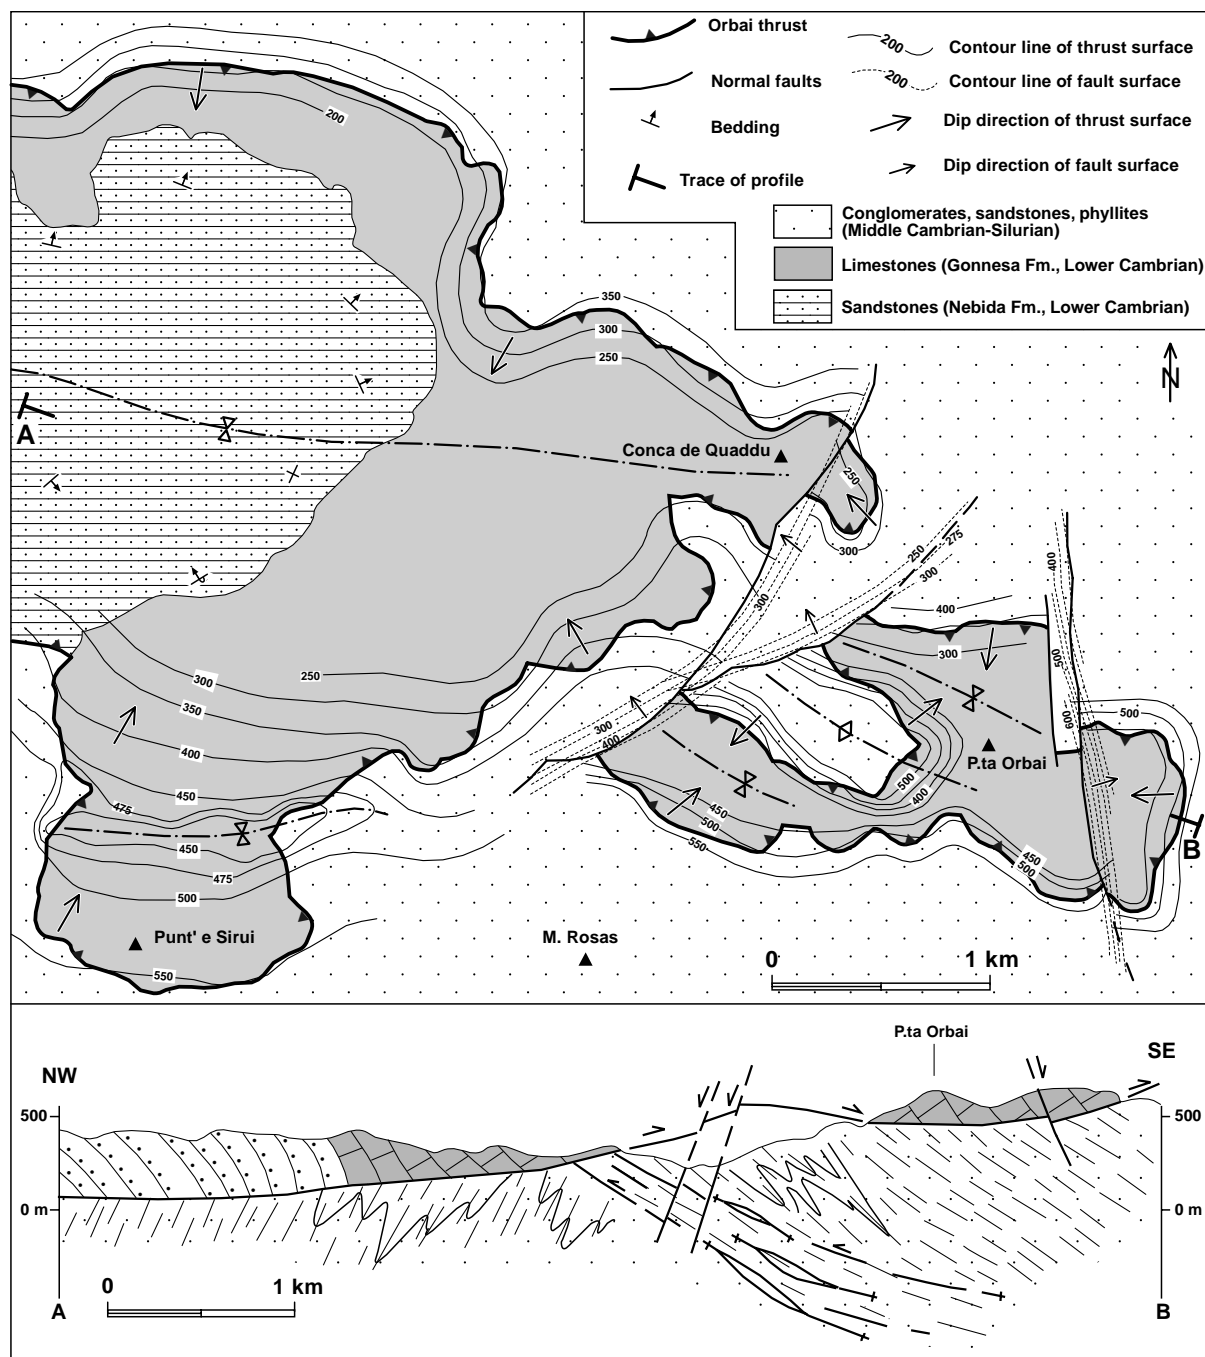 Orbai thrust
Normal faults
Bedding
Trace of profile
200
Contour line of thrust surface
200
Contour line of fault surface
Dip direction of thrust surface
Dip direction of fault surface
Conglomerates, sandstones, phyllites
(Middle Cambrian-Silurian)
Limestones (Gonnesa Fm., Lower Cambrian)
Sandstones (Nebida Fm., Lower Cambrian)
N
200
350
300
250
A
Conca de Quaddu
250
300
250
275
300
300
400
400
300
500
600
500
250
300
350
400
450
475
450
475
500
550
300
400
P.ta Orbai
500
400
450
500
550
450
500
B
Punt' e Sirui
M. Rosas
0 1 km
P.ta Orbai
NW
SE
500
500
0 m
0 m
0 1 km
A
B